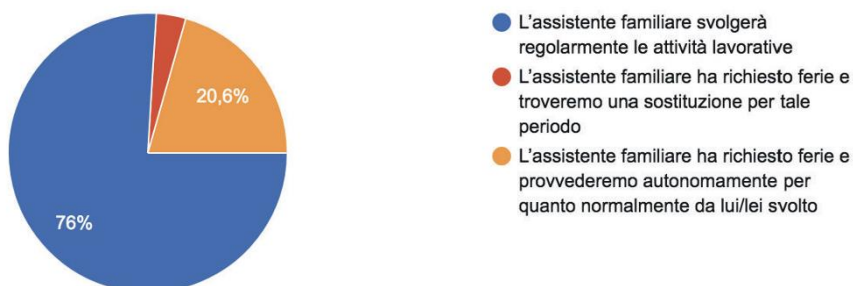 20,6%
76%
L'assistente familiare svolgerà
regolarmente le attività lavorative
L'assistente familiare ha richiesto ferie e
troveremo una sostituzione per tale
periodo
L'assistente familiare ha richiesto ferie e
provvederemo autonomamente per
quanto normalmente da lui/lei svolto